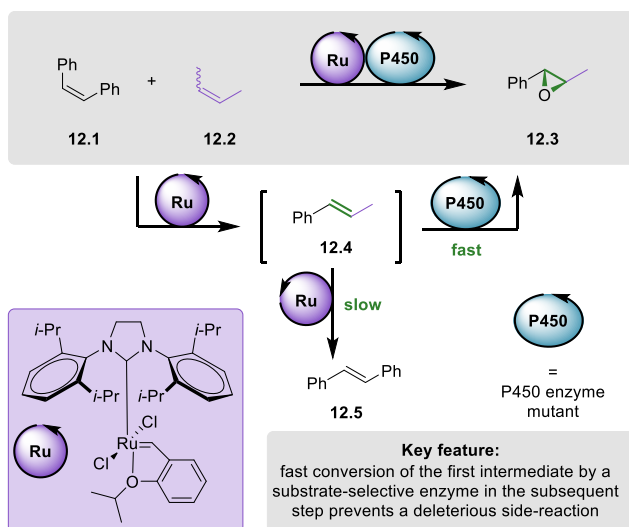 Ph
Ph
12.1
+
12.2
Ru
P450
Ph
O
12.3
Ru
Ph
12.4
P450
fast
Ru
slow
Ph
Ph
12.5
P450
=
P450 enzyme
mutant
i-Pr
i-Pr
N
N
i-Pr
i-Pr
Cl
Ru
Cl
O
Ru
Key feature:
fast conversion of the first intermediate by a
substrate-selective enzyme in the subsequent
step prevents a deleterious side-reaction